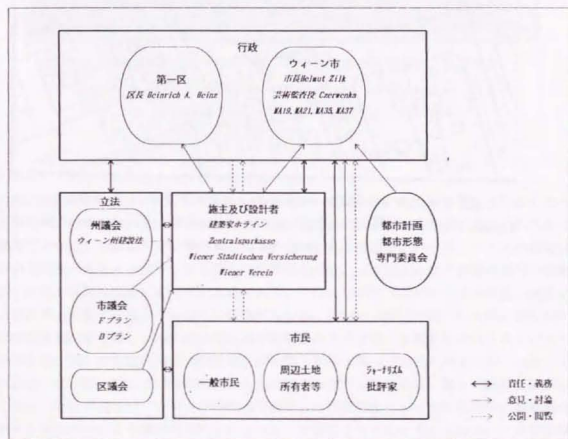 行政
第一区
区長 Heinrich A. Heinz
ウィーン市
市長Helmut Zilk
芸術監査役 Czerwenka
MA19, MA21, MA35, MA37
立法
州議会
ウィーン州建設法
市議会
Fプラン
Bプラン
区議会
施主及び設計者
建築家ホライン
Zentralsparkasse
Wiener Städtischen Versicherung
Wiener Verein
都市計画
都市形態
専門委員会
市民
一般市民
周辺土地
所有者等
ジャーナリズム
批評家
責任・義務
意見・討論
公開・閲覧